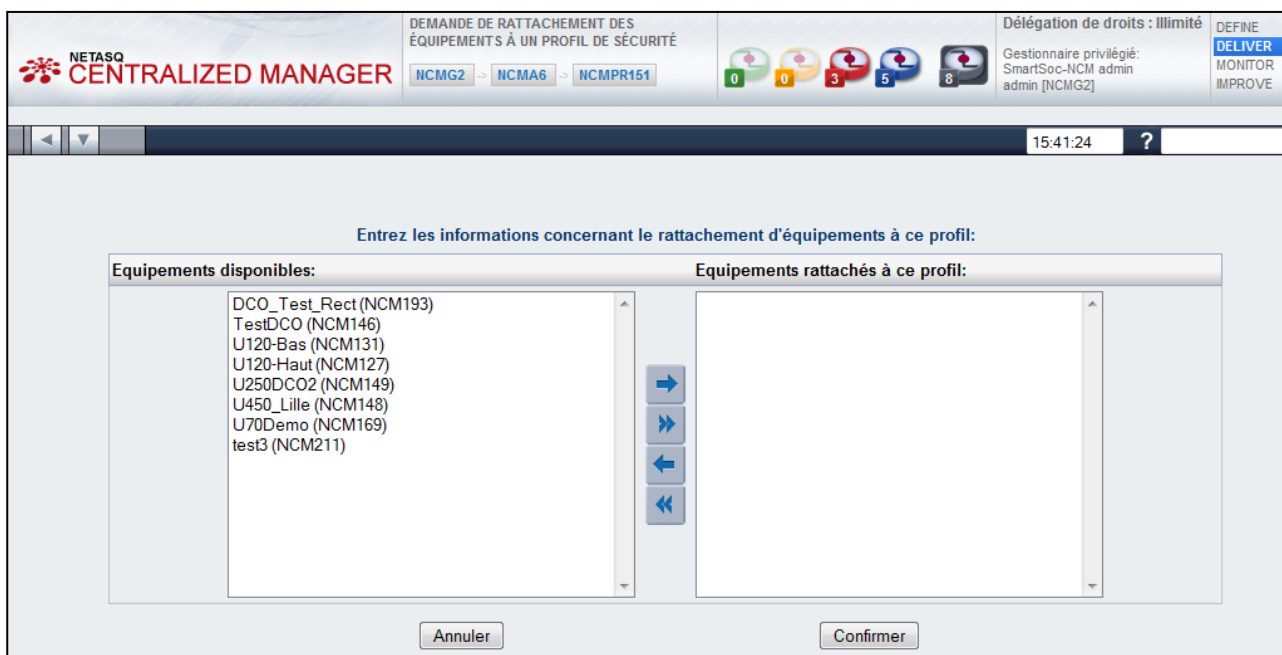 NETASQ
CENTRALIZED MANAGER
DEMANDE DE RATTACHEMENT DES
ÉQUIPEMENTS À UN PROFIL DE SÉCURITÉ
NCMG2 -> NCMA6 -> NCMPR151
0 0 3 5 8
Délégation de droits : Illimité
Gestionnaire privilégié:
SmartSoc-NCM admin
admin [NCMG2]
DEFINE
DELIVER
MONITOR
IMPROVE
15:41:24 ?
Entrez les informations concernant le rattachement d'équipements à ce profil:
Equipements disponibles: Equipements rattachés à ce profil:
DCO_Test_Rect (NCM193)
TestDCO (NCM146)
U120-Bas (NCM131)
U120-Haut (NCM127)
U250DCO2 (NCM149)
U450_Lille (NCM148)
U70Demo (NCM169)
test3 (NCM211)
Annuler Confirmer